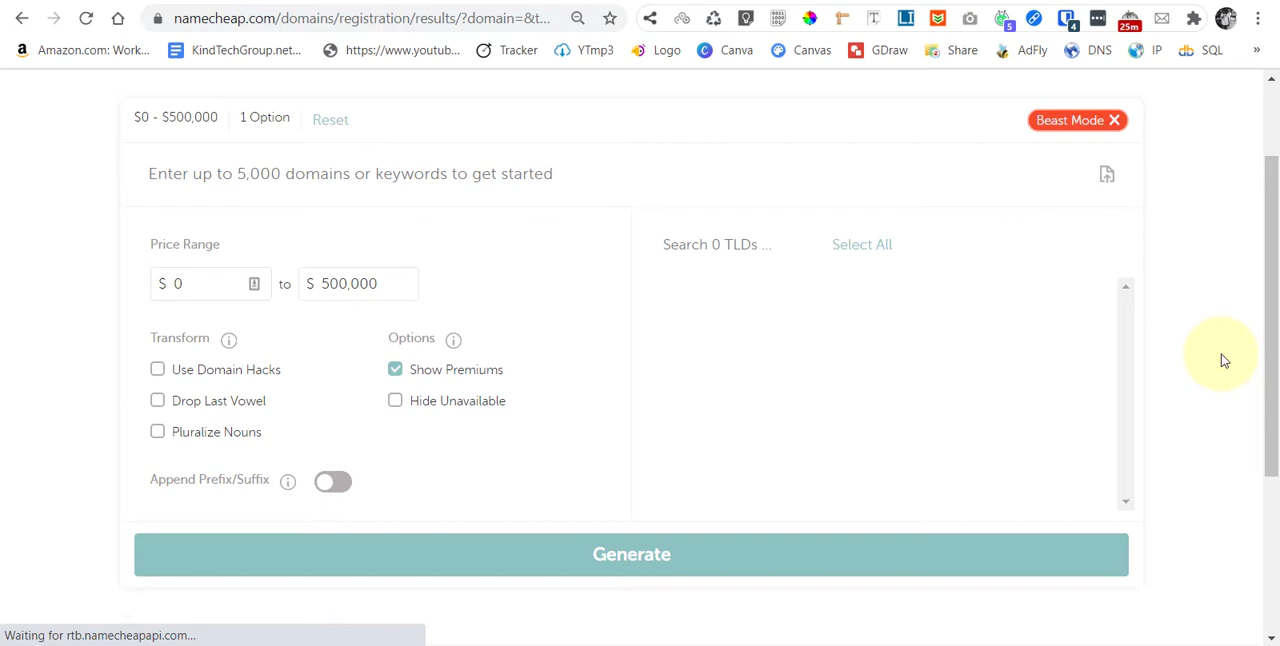 namecheap.com/domains/registration/results/?domain=&t...
5
4
25m
Amazon.com: Work...
KindTechGroup.net...
https://www.youtub...
Tracker
YTmp3
Logo
Canva
Canvas
GDraw
Share
AdFly
DNS
IP
SQL
»
$0 - $500,000
1 Option
Reset
Beast Mode
Enter up to 5,000 domains or keywords to get started
Price Range
Search 0 TLDs ...
Select All
$ 0
to
$ 500,000
Transform
Options
Use Domain Hacks
Show Premiums
Drop Last Vowel
Hide Unavailable
Pluralize Nouns
Append Prefix/Suffix
Generate
Waiting for rtb.namecheapapi.com...